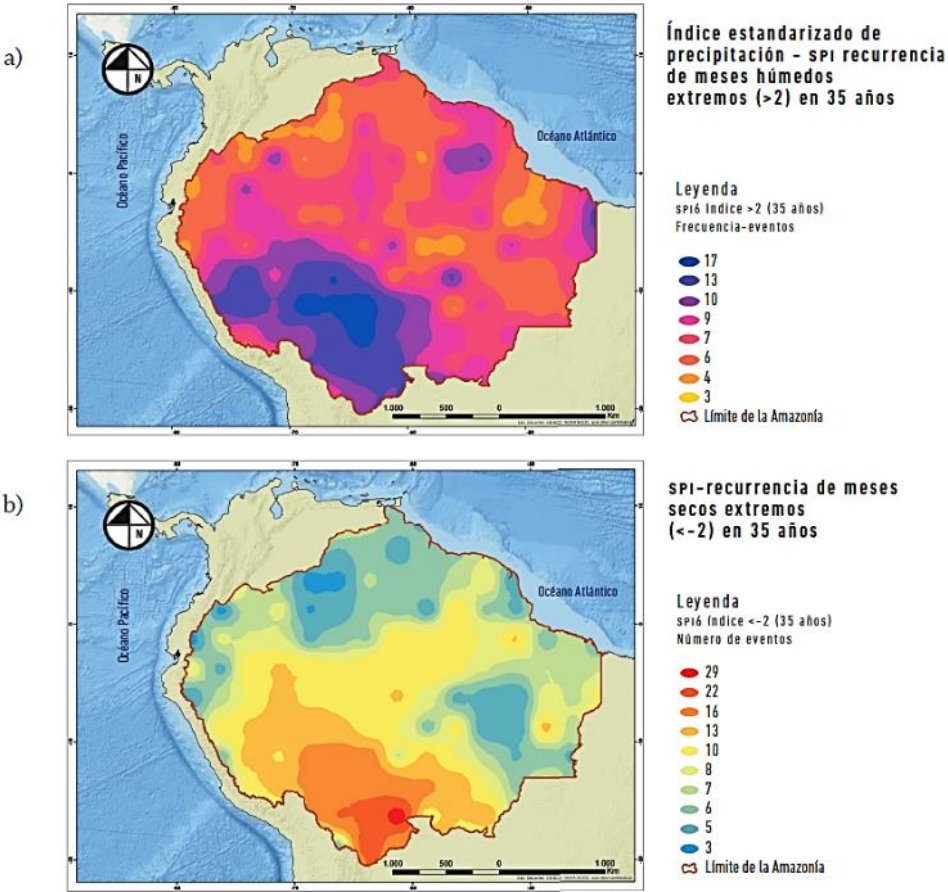 a)
Índice estandarizado de
precipitación - SPI recurrencia
de meses húmedos
extremos (>2) en 35 años
N
Océano Pacífico
Océano Atlántico
Leyenda
SPI6 índice >2 (35 años)
Frecuencia-eventos
17
13
10
9
7
6
4
3
Límite de la Amazonía
1.000 500 0 1.000
Km
b)
SPI-recurrencia de meses
secos extremos
(<-2) en 35 años
N
Océano Pacífico
Océano Atlántico
Leyenda
SPI6 índice <-2 (35 años)
Número de eventos
29
22
16
13
10
8
7
6
5
3
Límite de la Amazonía
1.000 500 0 1.000
Km